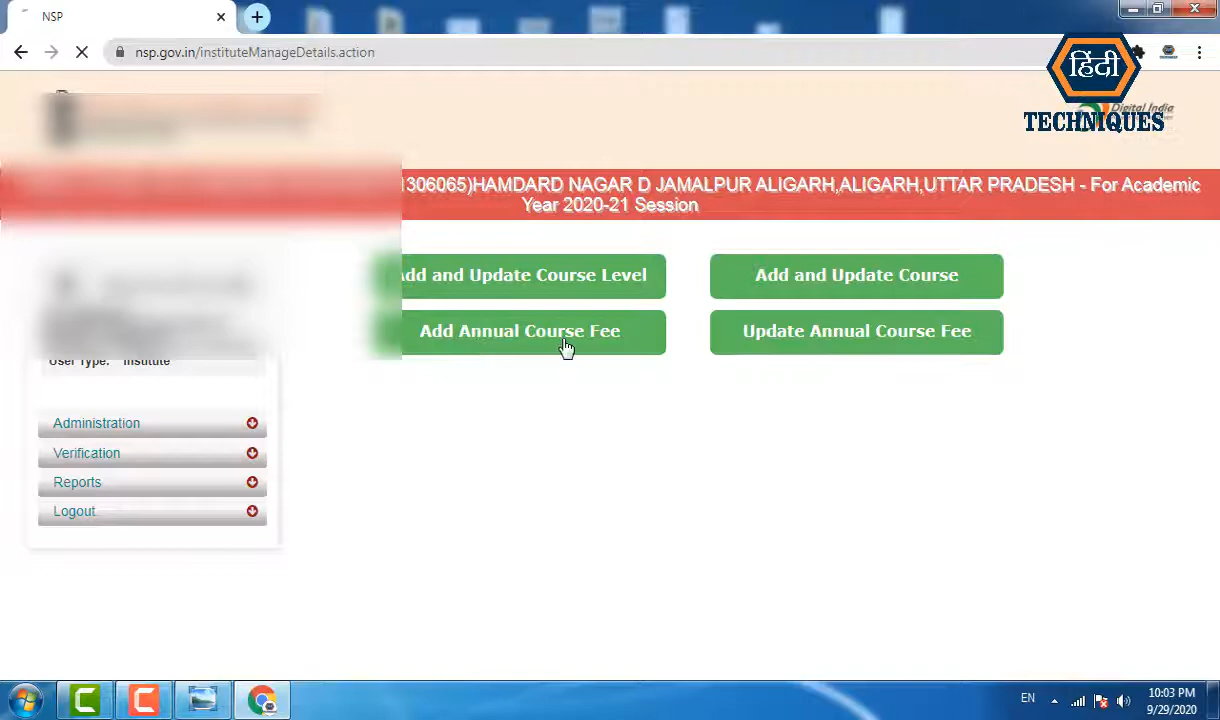 NSP
nsp.gov.in/instituteManageDetails.action
हिंदी
TECHNIQUES
Digital India
1306065)HAMDARD NAGAR D JAMALPUR ALIGARH,ALIGARH,UTTAR PRADESH - For Academic
Year 2020-21 Session
Add and Update Course Level
Add and Update Course
Add Annual Course Fee
Update Annual Course Fee
User Type: Institute
Administration
Verification
Reports
Logout
EN
10:03 PM
9/29/2020